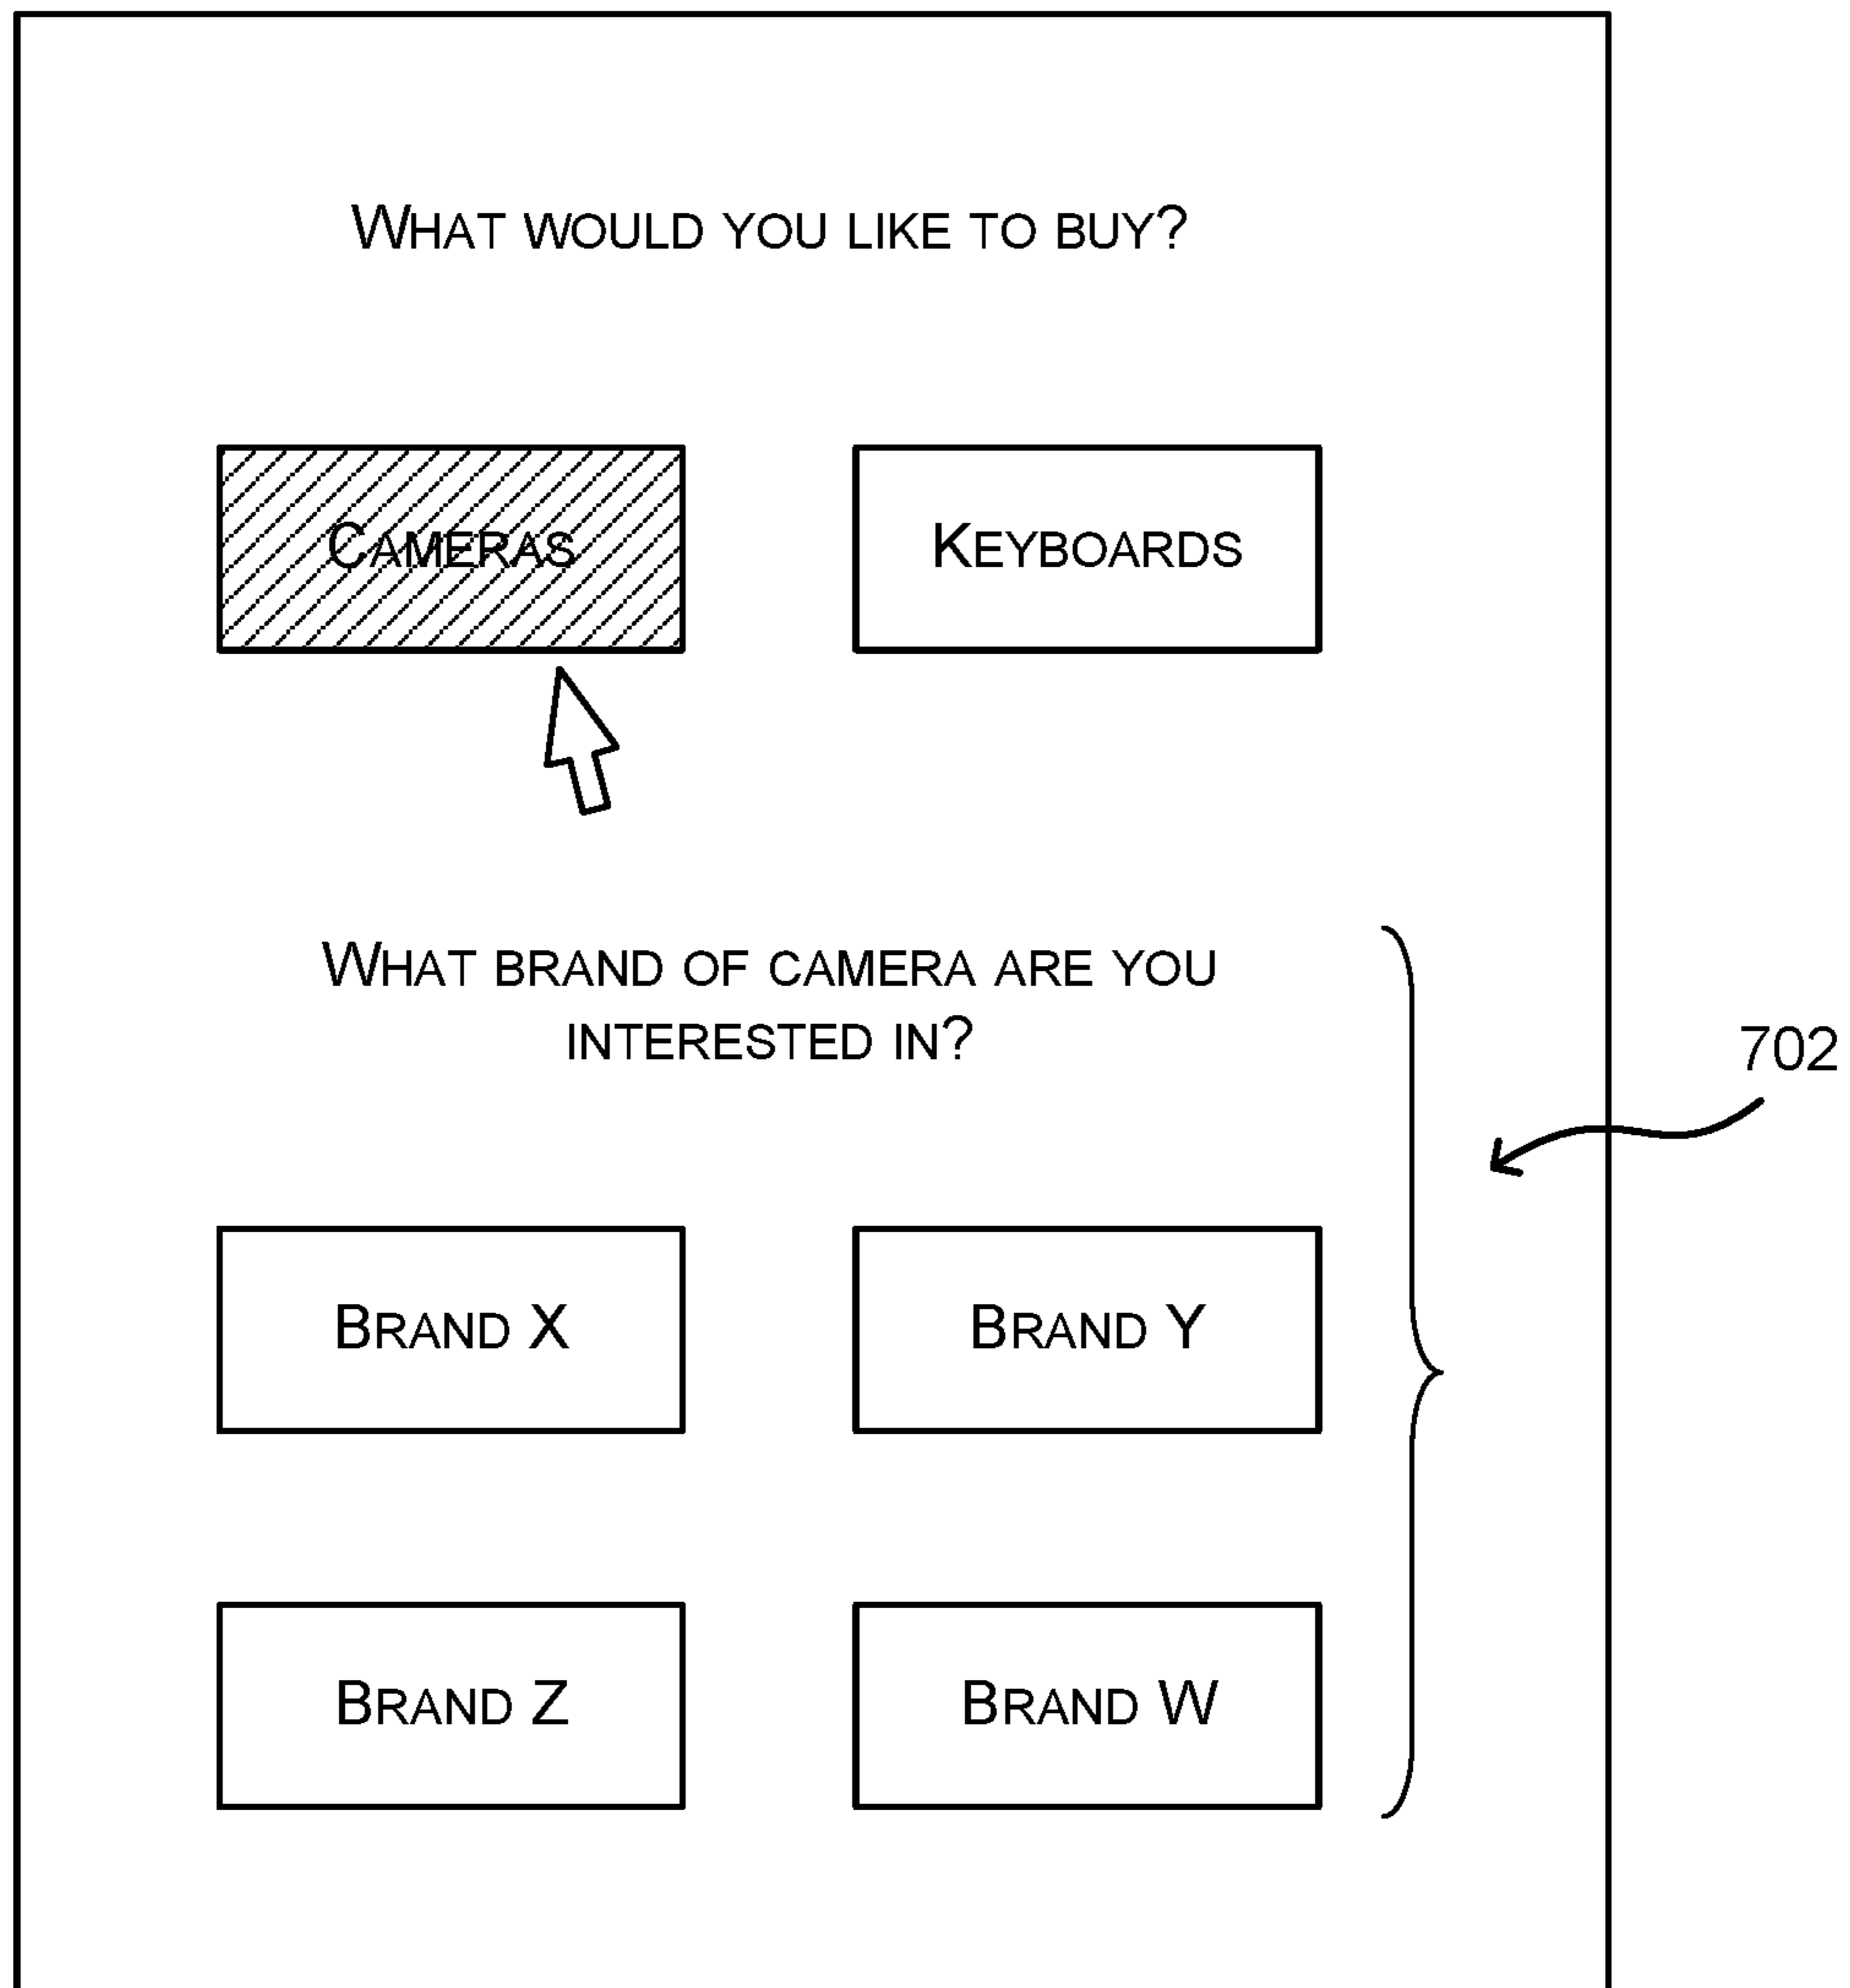 WHAT WOULD YOU LIKE TO BUY?
CAMERAS
KEYBOARDS
WHAT BRAND OF CAMERA ARE YOU
INTERESTED IN?
702
BRAND X
BRAND Y
BRAND Z
BRAND W